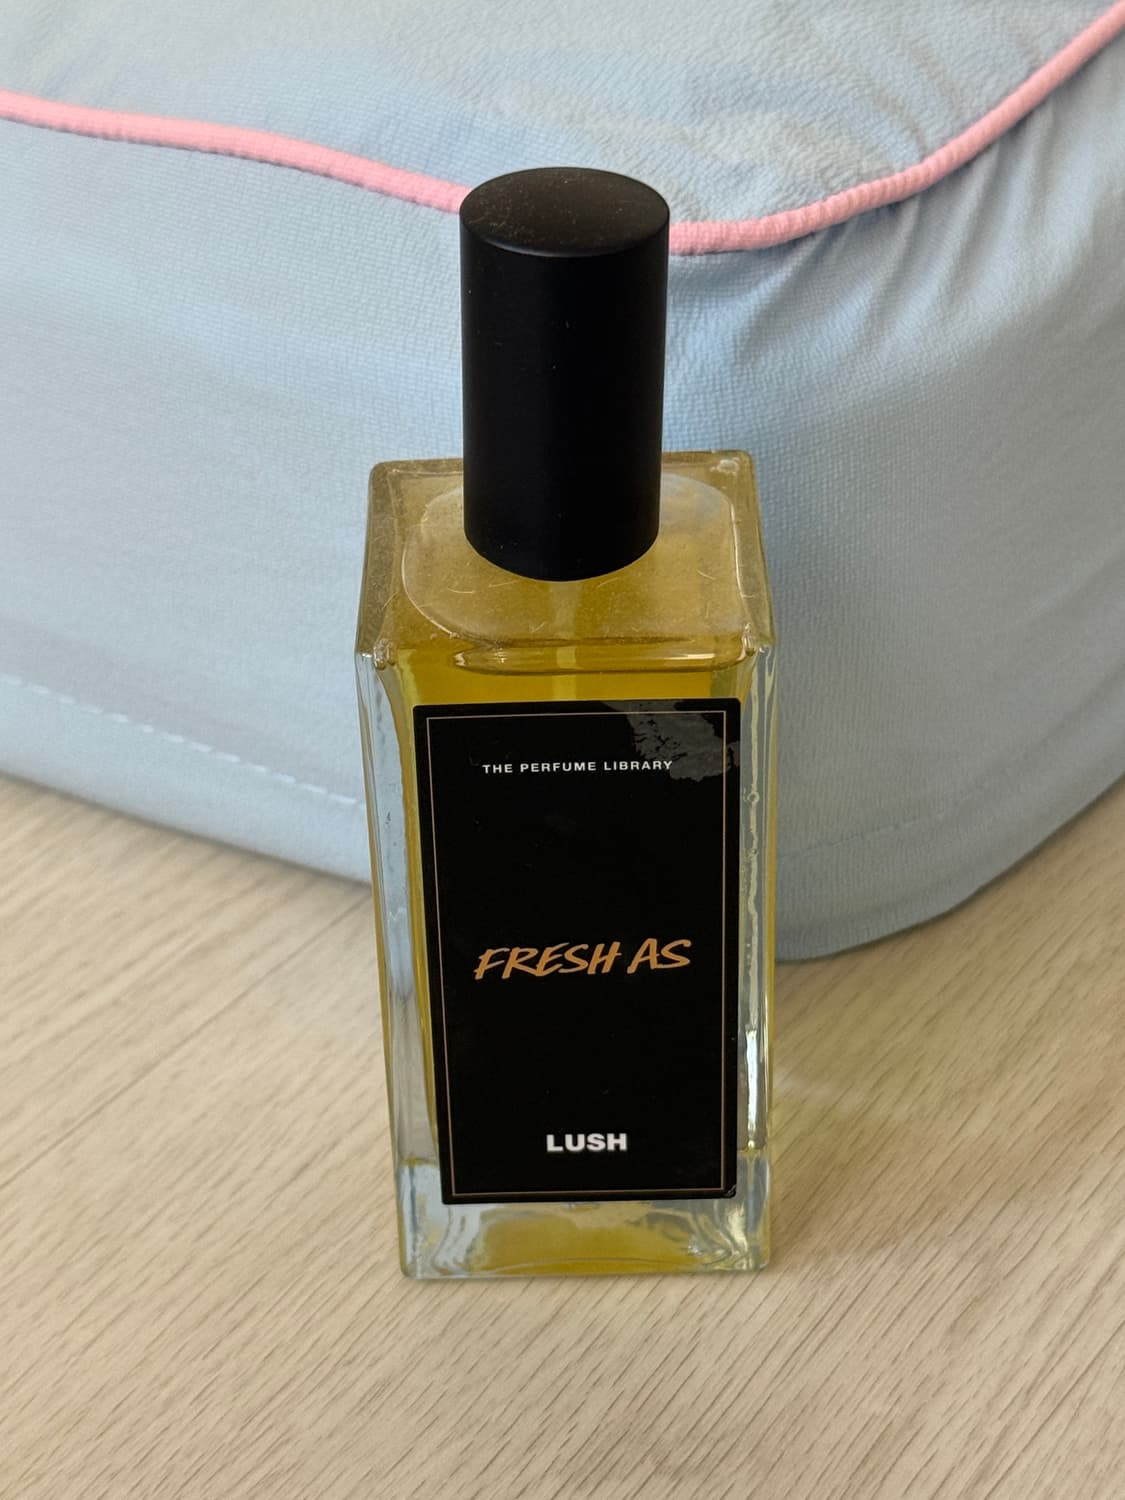 THE PERFUME LIBRARY
FRESH AS
LUSH